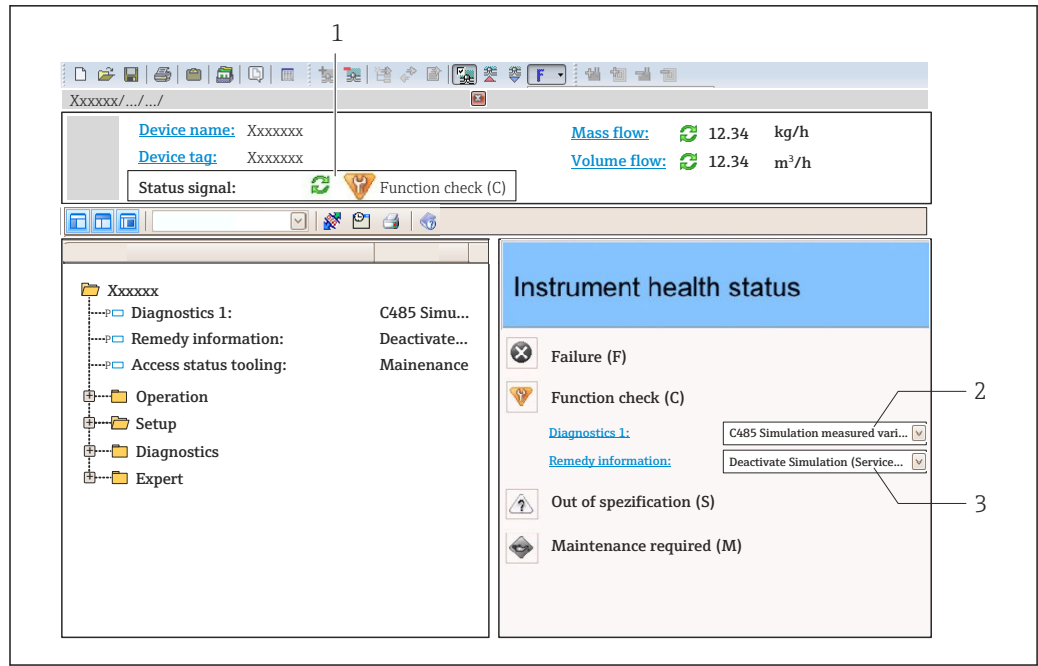 1
F
Xxxxxx/.../.../
Device name: Xxxxxxx
Mass flow: 12.34 kg/h
Device tag: Xxxxxxx
Volume flow: 12.34 m³/h
Status signal: Function check (C)
Xxxxxx
P Diagnostics 1: C485 Simu...
P Remedy information: Deactivate...
P Access status tooling: Mainenance
Operation
Setup
Diagnostics
Expert
Instrument health status
Failure (F)
Function check (C)
2
Diagnostics 1: C485 Simulation measured vari...
Remedy information: Deactivate Simulation (Service...
3
Out of spezification (S)
Maintenance required (M)